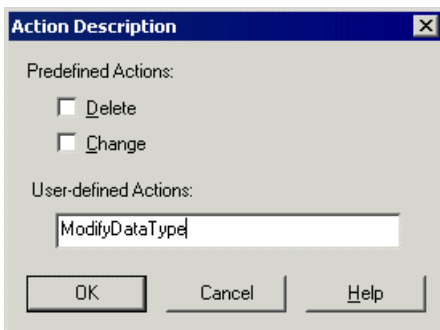 Action Description
Predefined Actions:
Delete
Change
User-defined Actions:
ModifyDataType
OK Cancel Help